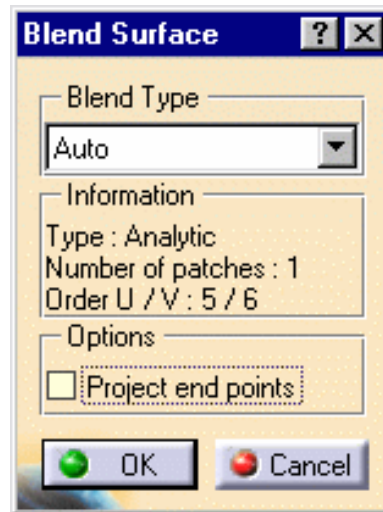 Blend Surface ? X
Blend Type
Auto
Information
Type : Analytic
Number of patches : 1
Order U / V : 5 / 6
Options
Project end points
OK Cancel